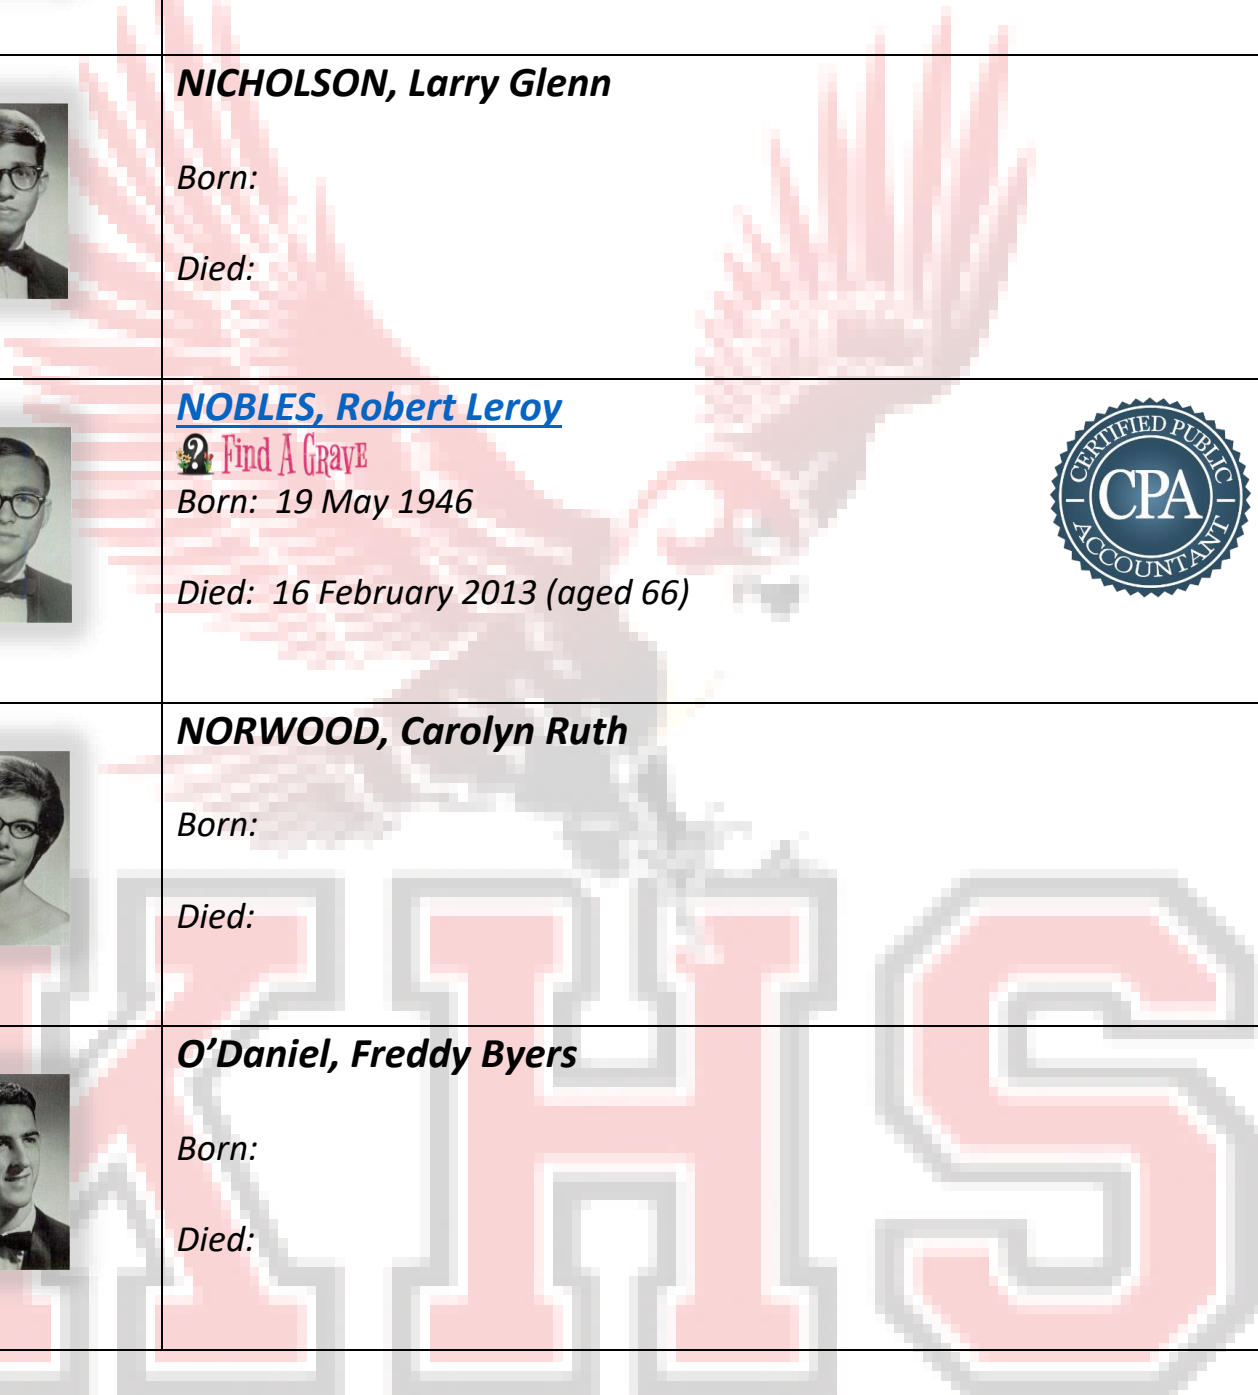 NICHOLSON, Larry Glenn
Born:
Died:
NOBLES, Robert Leroy
Find A Grave
Born: 19 May 1946
Died: 16 February 2013 (aged 66)
CERTIFIED PUBLIC
CPA
ACCOUNTANT
NORWOOD, Carolyn Ruth
Born:
Died:
O’Daniel, Freddy Byers
Born:
Died:
KHS